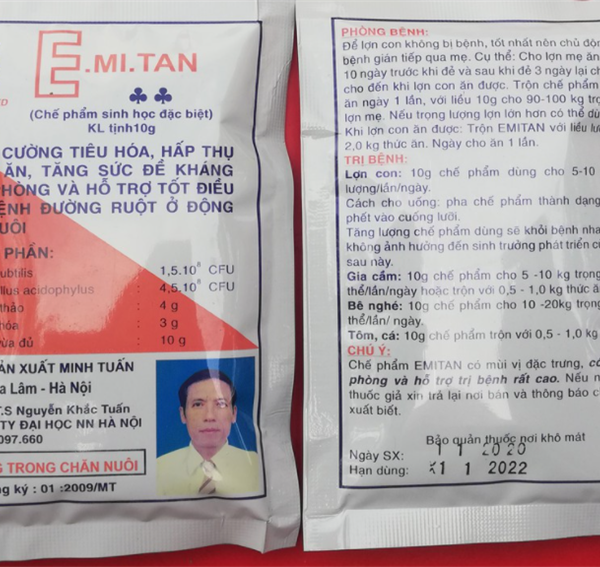 E.MI.TAN
(Chế phẩm sinh học đặc biệt)
KL tịnh10g
CƯỜNG TIÊU HÓA, HẤP THỤ
ĂN, TĂNG SỨC ĐỀ KHÁNG
PHÒNG VÀ HỖ TRỢ TỐT ĐIỀU
BỆNH ĐƯỜNG RUỘT Ở ĐỘNG
NUÔI
PHẦN:
ubtilis : 1,5.10⁸ CFU
llus acidophylus : 4,5.10⁸ CFU
thảo : 4 g
hóa : 3 g
vừa đủ : 10 g
ẢN XUẤT MINH TUẤN
a Lâm - Hà Nội
T.S Nguyễn Khắc Tuấn
TY ĐẠI HỌC NN HÀ NỘI
097.660
G TRONG CHĂN NUÔI
ng ký : 01 :2009/MT
PHÒNG BỆNH:
Để lợn con không bị bệnh, tốt nhất nên chủ độn
bệnh gián tiếp qua mẹ. Cụ thể: Cho lợn mẹ ăn
10 ngày trước khi đẻ và sau khi đẻ 3 ngày lại ch
cho đến khi lợn con ăn được. Trộn chế phẩm
ăn ngày 1 lần, với liều 10g cho 90-100 kg trọ
lợn mẹ. Nếu trọng lượng lợn lớn hơn có thể dù
Khi lợn con ăn được: Trộn EMITAN với liều lượ
2,0 kg thức ăn. Ngày cho ăn 1 lần.
TRỊ BỆNH:
Lợn con: 10g chế phẩm dùng cho 5-10
lượng/lần/ngày.
Cách cho uống: pha chế phẩm thành dạng
phết vào cuống lưỡi.
Tăng lượng chế phẩm dùng sẽ khỏi bệnh nha
không ảnh hưởng đến sinh trưởng phát triển c
sau này.
Gia cầm: 10g chế phẩm cho 5 -10 kg trọng
thể/lần/ngày hoặc trộn với 0,5 - 1,0 kg thức ă
Bê nghé: 10g chế phẩm cho 10 -20kg trọng
thể/lần/ ngày.
Tôm, cá: 10g chế phẩm trộn với 0,5 - 1,0 kg
CHÚ Ý:
Chế phẩm EMITAN có mùi vị đặc trưng, có
phòng và hỗ trợ trị bệnh rất cao. Nếu n
thuốc giả xin trả lại nơi bán và thông báo c
xuất biết.
Bảo quản thuốc nơi khô mát
Ngày SX: 11 2020
Hạn dùng: 11 2022